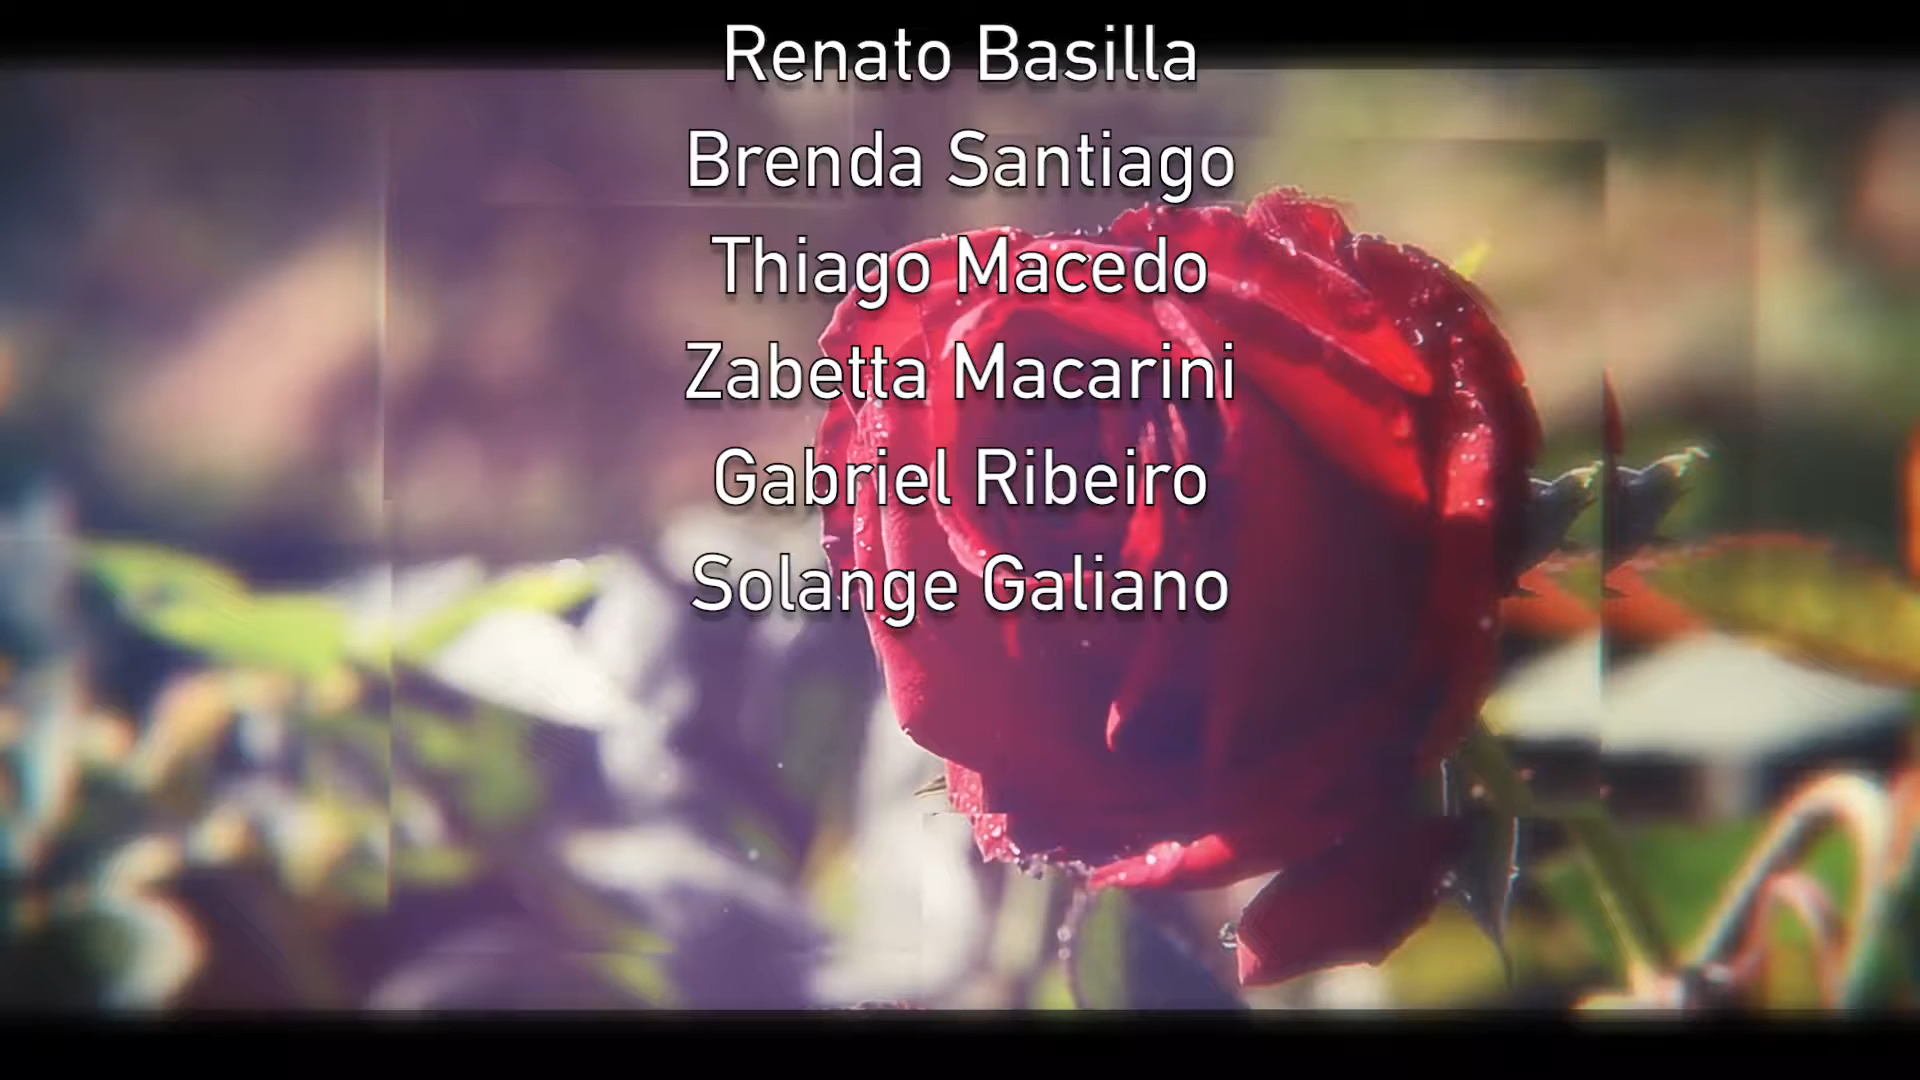 Renato Basilla
Brenda Santiago
Thiago Macedo
Zabetta Macarini
Gabriel Ribeiro
Solange Galiano